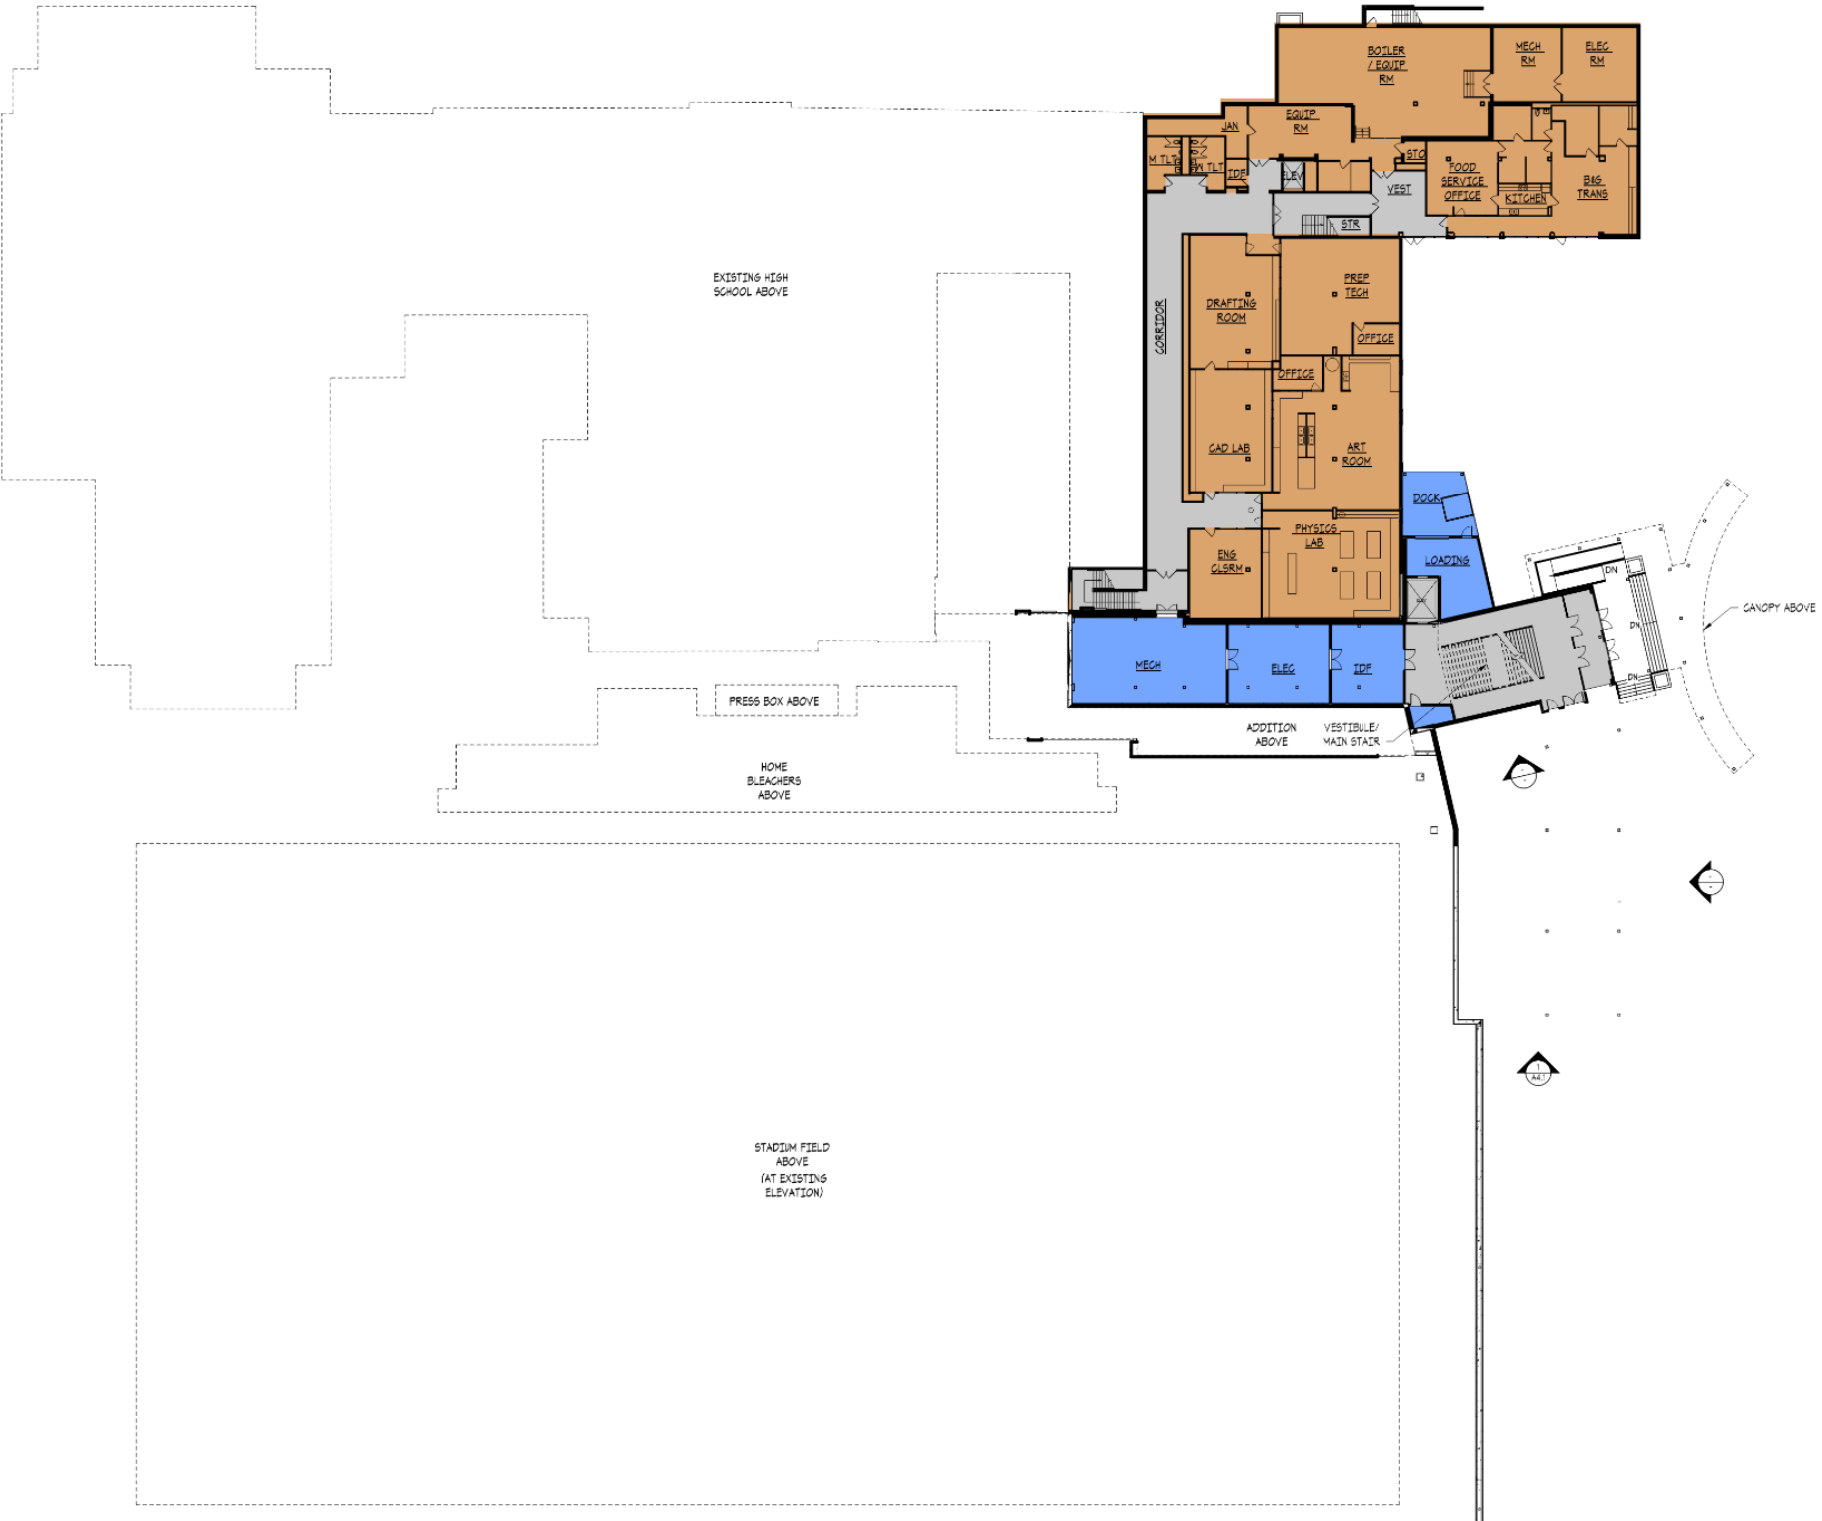 BOILER
/ EQUIP
RM
MECH
RM
ELEC
RM
EQUIP
RM
JAN
M TLT
W TLT
IDF
ELEV
STO
VEST
STR
FOOD
SERVICE
OFFICE
KITCHEN
B&G
TRANS
EXISTING HIGH
SCHOOL ABOVE
CORRIDOR
DRAFTING
ROOM
PREP
TECH
OFFICE
OFFICE
CAD LAB
ART
ROOM
DOCK
PHYSICS
LAB
ENG
CLSRM
LOADING
DN
DN
DN
CANOPY ABOVE
MECH
ELEC
IDF
PRESS BOX ABOVE
ADDITION
ABOVE
VESTIBULE/
MAIN STAIR
HOME
BLEACHERS
ABOVE
1
A4.1
STADIUM FIELD
ABOVE
(AT EXISTING
ELEVATION)